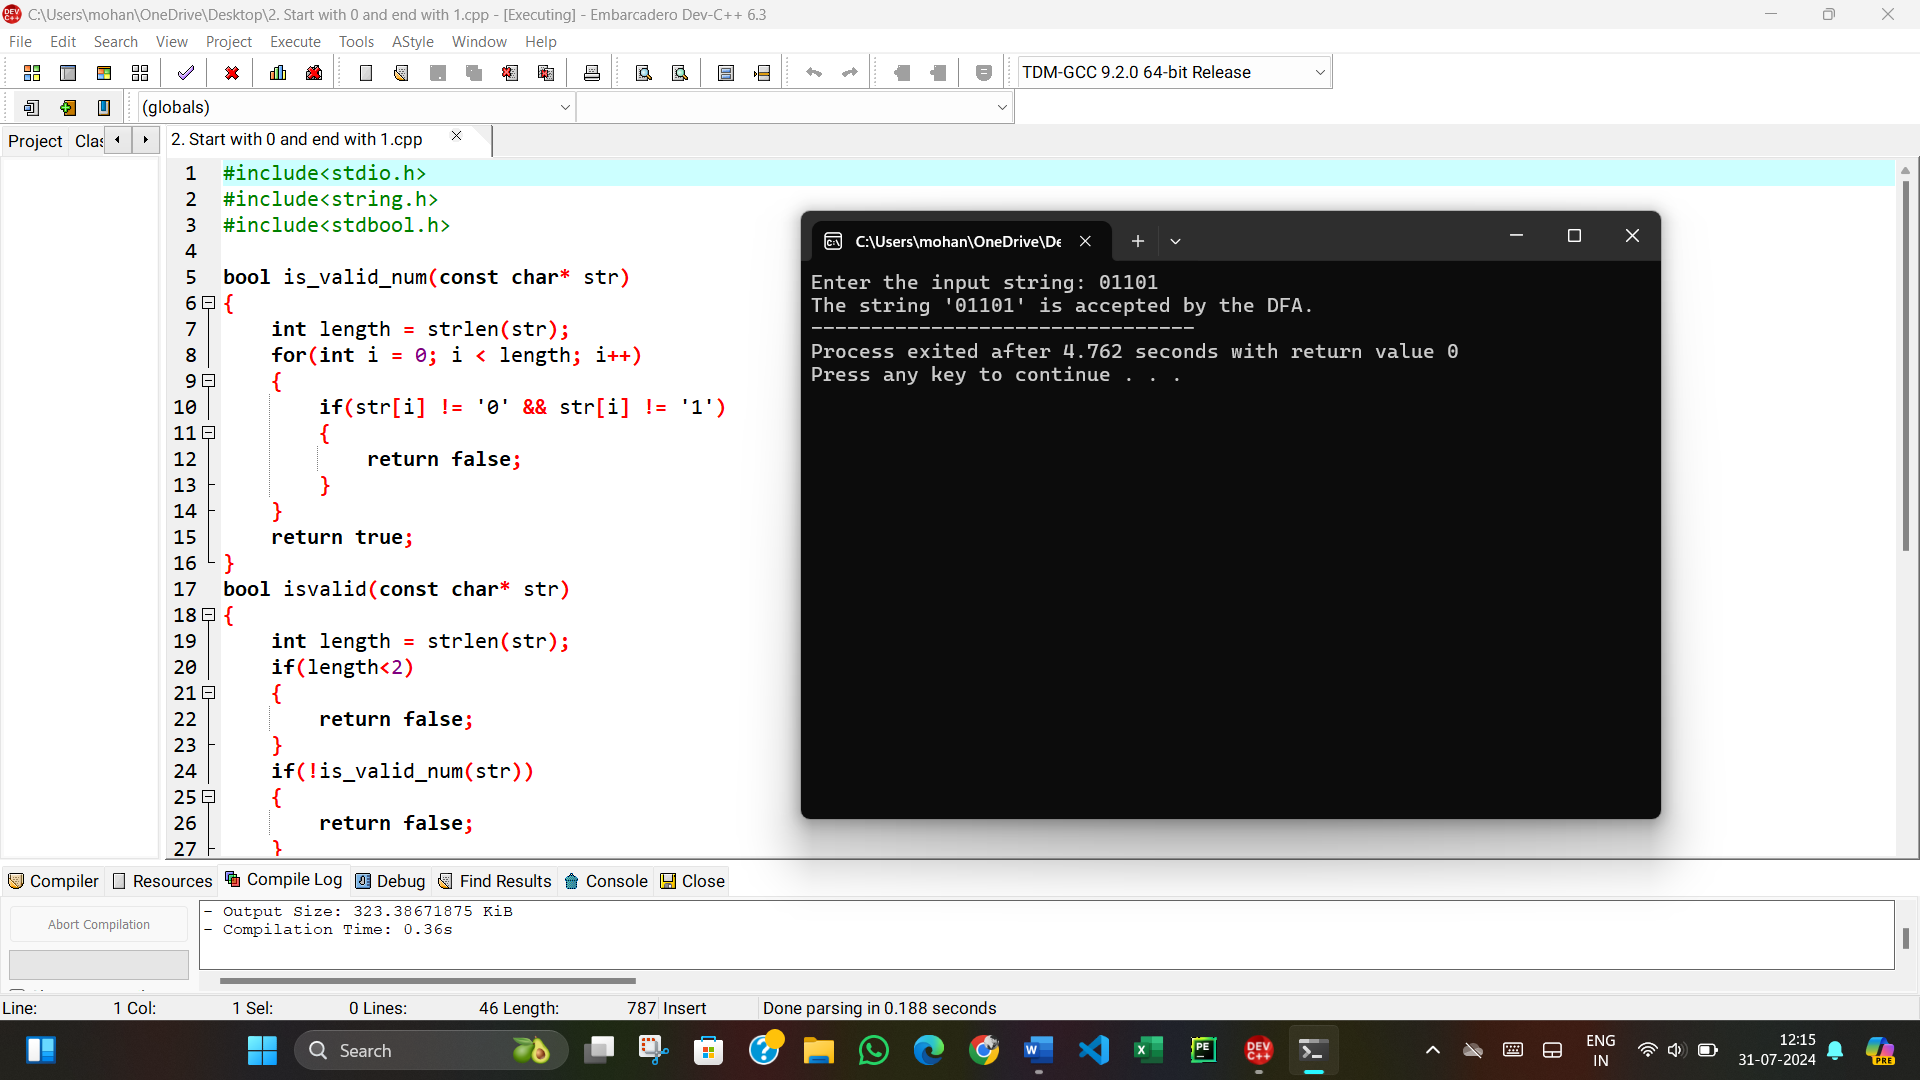 C:\Users\mohan\OneDrive\Desktop\2. Start with 0 and end with 1.cpp - [Executing] - Embarcadero Dev-C++ 6.3
File Edit Search View Project Execute Tools AStyle Window Help
TDM-GCC 9.2.0 64-bit Release
(globals)
Project Clas
2. Start with 0 and end with 1.cpp
1 #include<stdio.h>
2 #include<string.h>
3 #include<stdbool.h>
4
5 bool is_valid_num(const char* str)
6 {
7 int length = strlen(str);
8 for(int i = 0; i < length; i++)
9 {
10 if(str[i] != '0' && str[i] != '1')
11 {
12 return false;
13 }
14 }
15 return true;
16 }
17 bool isvalid(const char* str)
18 {
19 int length = strlen(str);
20 if(length<2)
21 {
22 return false;
23 }
24 if(!is_valid_num(str))
25 {
26 return false;
27 }
C:\Users\mohan\OneDrive\De
Enter the input string: 01101
The string '01101' is accepted by the DFA.
--------------------------------
Process exited after 4.762 seconds with return value 0
Press any key to continue . . .
Compiler Resources Compile Log Debug Find Results Console Close
Abort Compilation
- Output Size: 323.38671875 KiB
- Compilation Time: 0.36s
Line: 1 Col: 1 Sel: 0 Lines: 46 Length: 787 Insert Done parsing in 0.188 seconds
Search
ENG
IN
12:15
31-07-2024
PRE